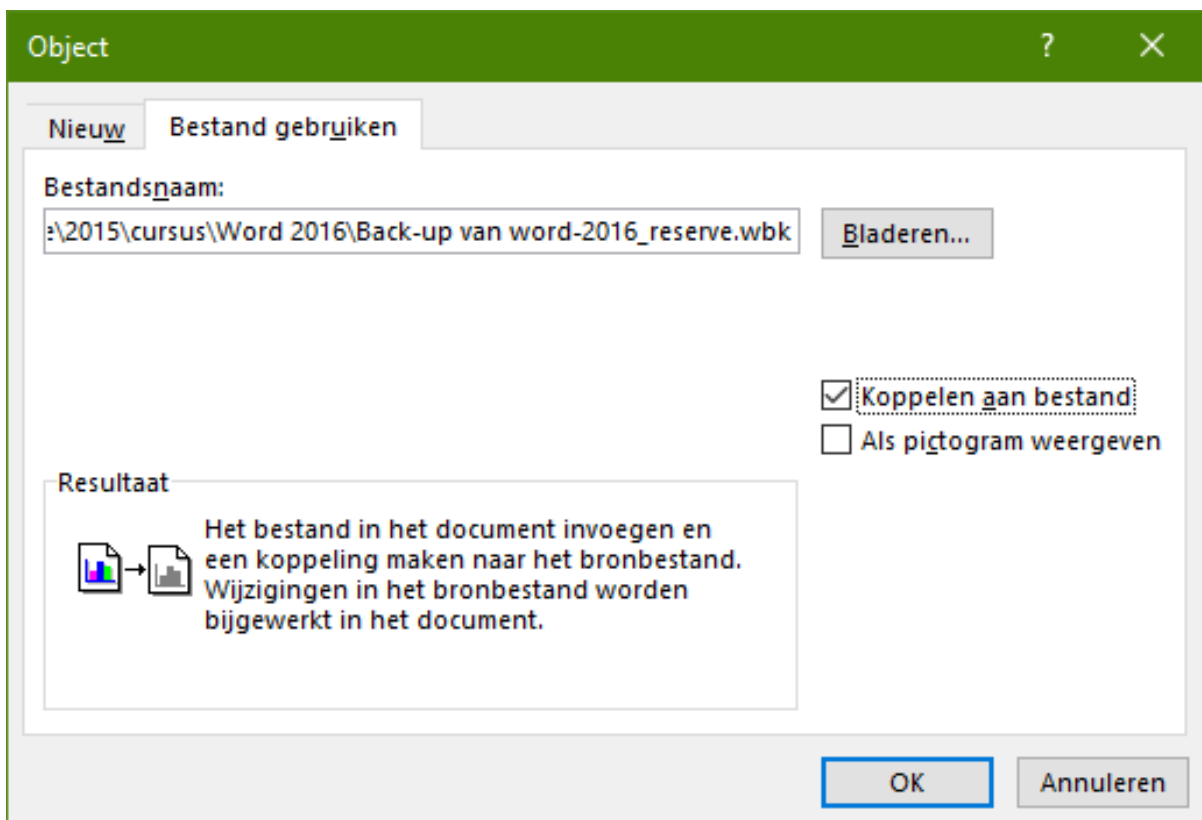 Object
?
Nieuw
Bestand gebruiken
Bestandsnaam:
e\2015\cursus\Word 2016\Back-up van word-2016_reserve.wbk
Bladeren...
Koppelen aan bestand
Als pictogram weergeven
Resultaat
Het bestand in het document invoegen en
een koppeling maken naar het bronbestand.
Wijzigingen in het bronbestand worden
bijgewerkt in het document.
OK
Annuleren